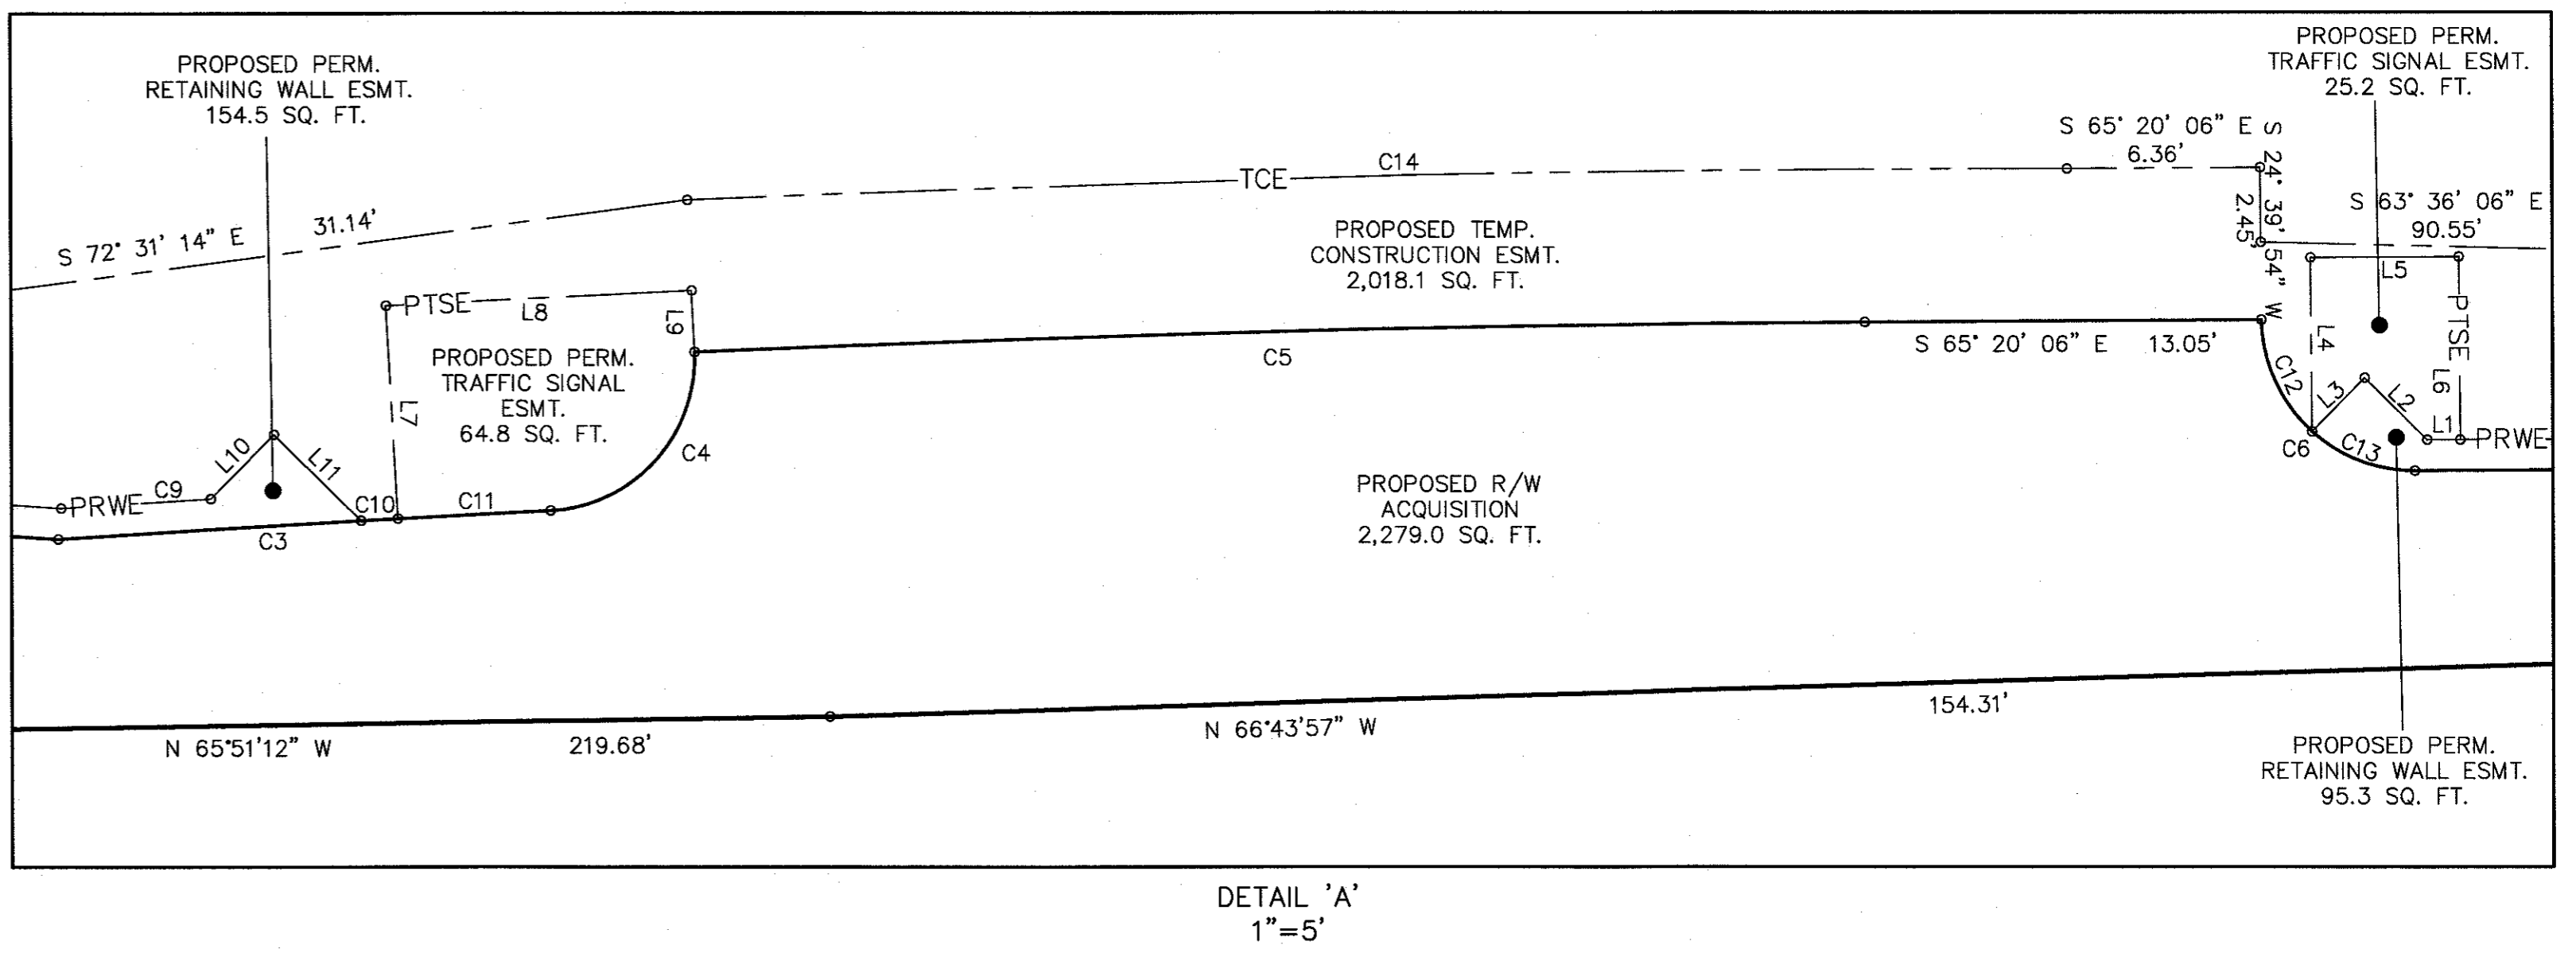 PROPOSED PERM.
RETAINING WALL ESMT.
154.5 SQ. FT.
PROPOSED PERM.
TRAFFIC SIGNAL ESMT.
25.2 SQ. FT.
S 65° 20' 06" E
6.36'
S 24° 39' 54" W
2.45'
S 63° 36' 06" E
90.55'
C14
TCE
S 72° 31' 14" E
31.14'
PROPOSED TEMP.
CONSTRUCTION ESMT.
2,018.1 SQ. FT.
PTSE
L8
L9
L7
PROPOSED PERM.
TRAFFIC SIGNAL
ESMT.
64.8 SQ. FT.
C4
C5
S 65° 20' 06" E 13.05'
L5
L4
PTSE
L6
C12
L3
L2
L1
PRWE
C6
C13
L10
L11
PRWE
C9
C10
C11
C3
PROPOSED R/W
ACQUISITION
2,279.0 SQ. FT.
N 65°51'12" W
219.68'
N 66°43'57" W
154.31'
PROPOSED PERM.
RETAINING WALL ESMT.
95.3 SQ. FT.
DETAIL 'A'
1"=5'